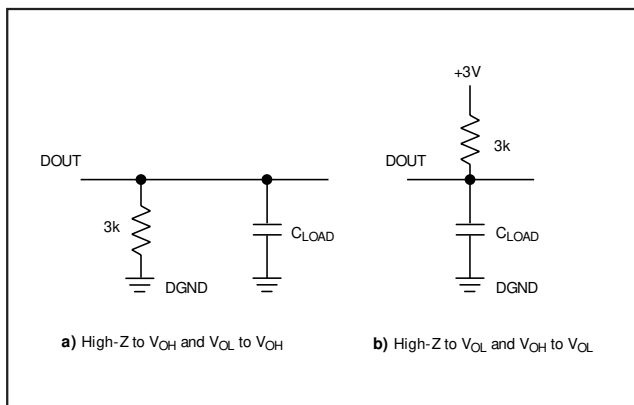 +3V
3k
DOUT
DOUT
3k
C_LOAD
C_LOAD
DGND
DGND
a) High-Z to V_OH and V_OL to V_OH
b) High-Z to V_OL and V_OH to V_OL